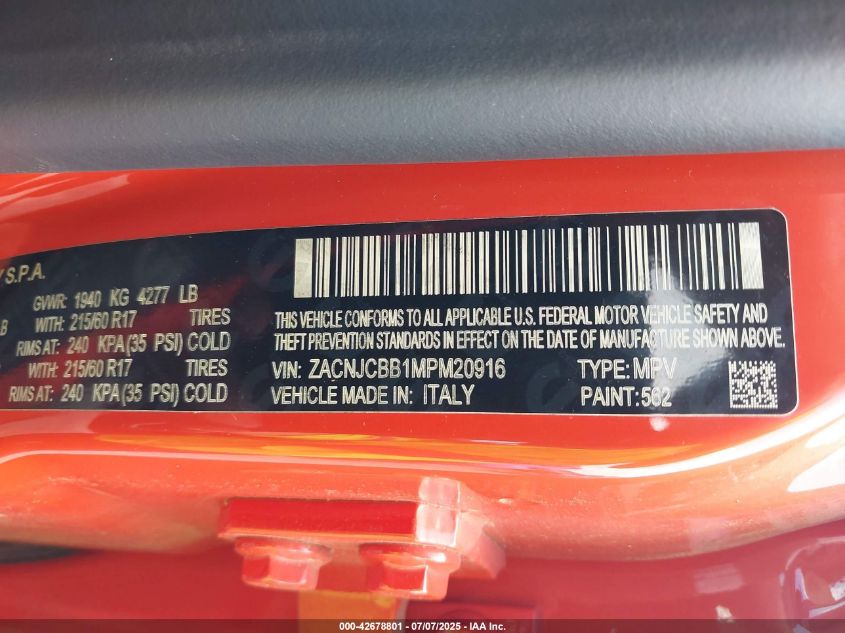 S.P.A.
GVWR: 1940 KG 4277 LB
WITH: 215/60 R17 TIRES
RIMS AT: 240 KPA(35 PSI) COLD
WITH: 215/60 R17 TIRES
RIMS AT: 240 KPA(35 PSI) COLD
THIS VEHICLE CONFORMS TO ALL APPLICABLE U.S. FEDERAL MOTOR VEHICLE SAFETY AND
THEFT PREVENTION STANDARDS IN EFFECT ON THE DATE OF MANUFACTURE SHOWN ABOVE.
VIN: ZACNJCBB1MPM20916 TYPE: MPV
VEHICLE MADE IN: ITALY PAINT:562
000-42678801 - 07/07/2025 - IAA Inc.